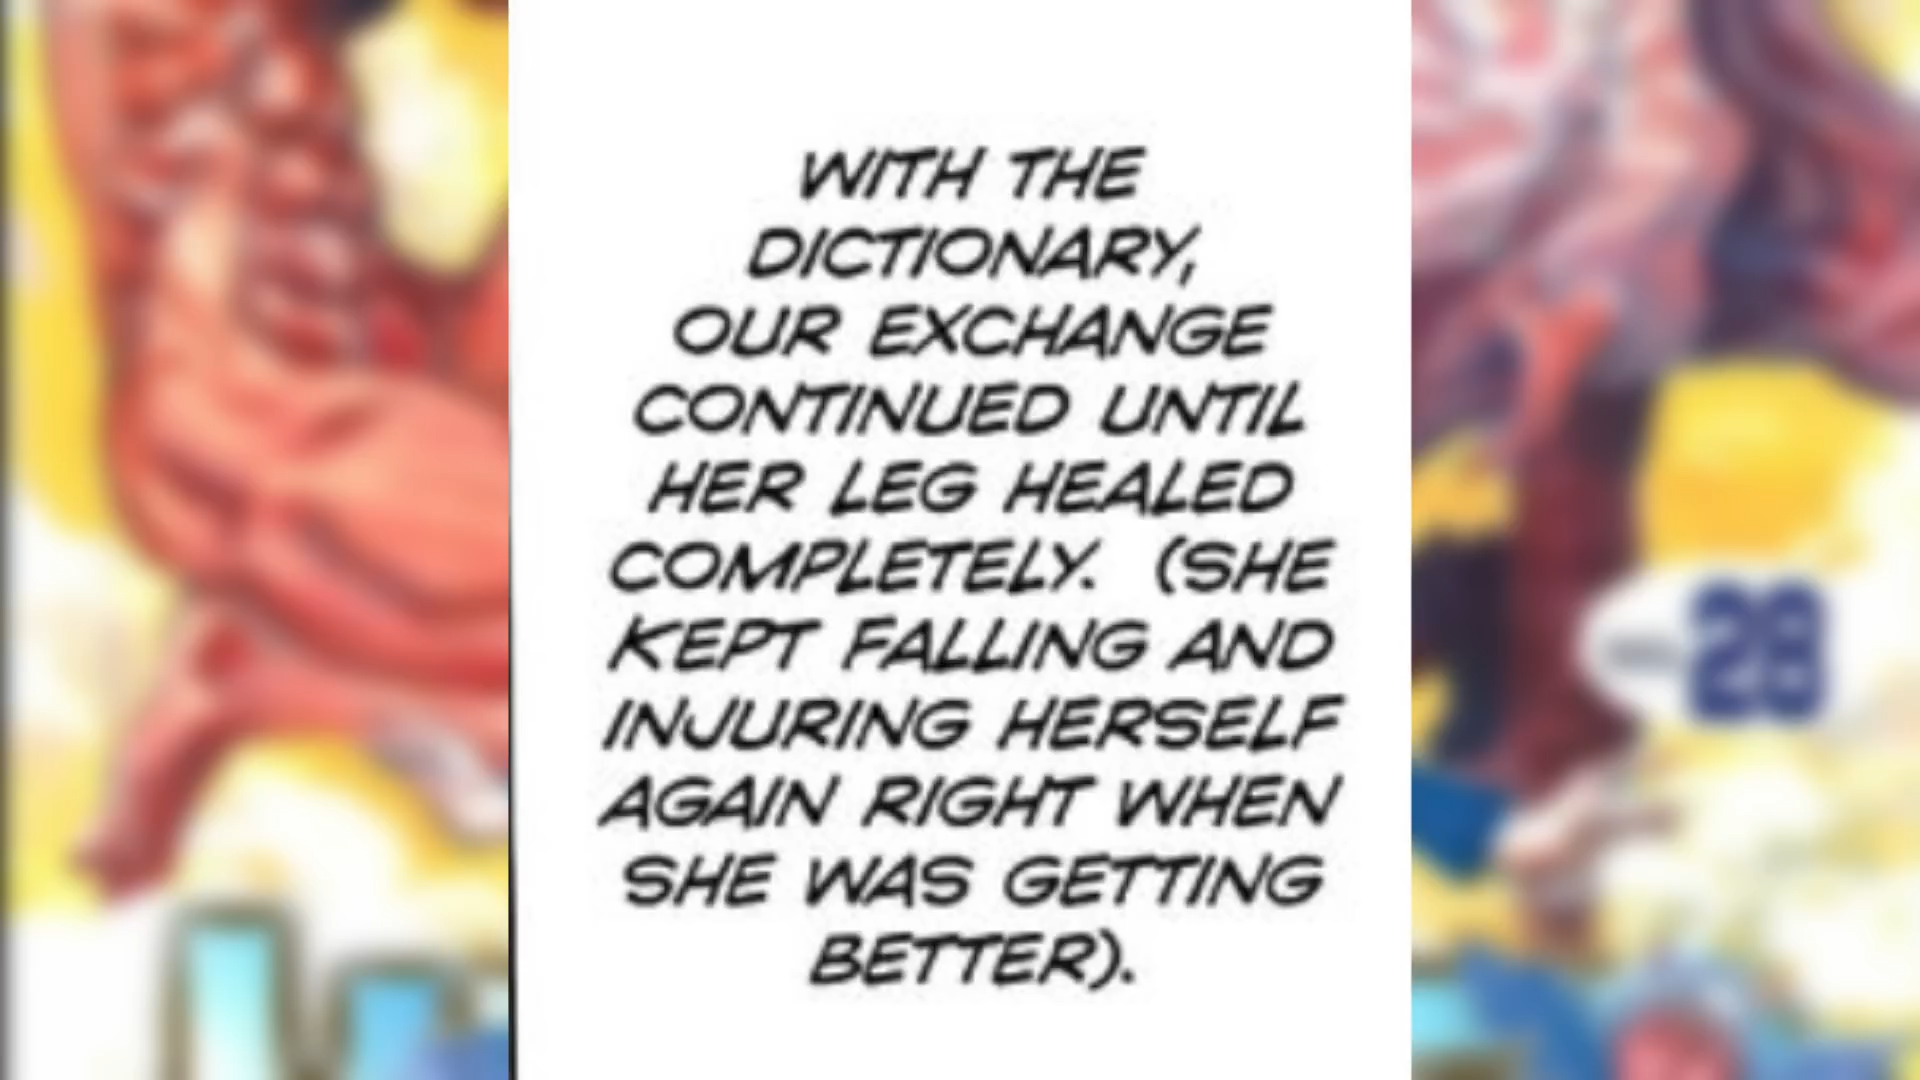 WITH THE
DICTIONARY,
OUR EXCHANGE
CONTINUED UNTIL
HER LEG HEALED
COMPLETELY. (SHE
KEPT FALLING AND
INJURING HERSELF
AGAIN RIGHT WHEN
SHE WAS GETTING
BETTER).
28